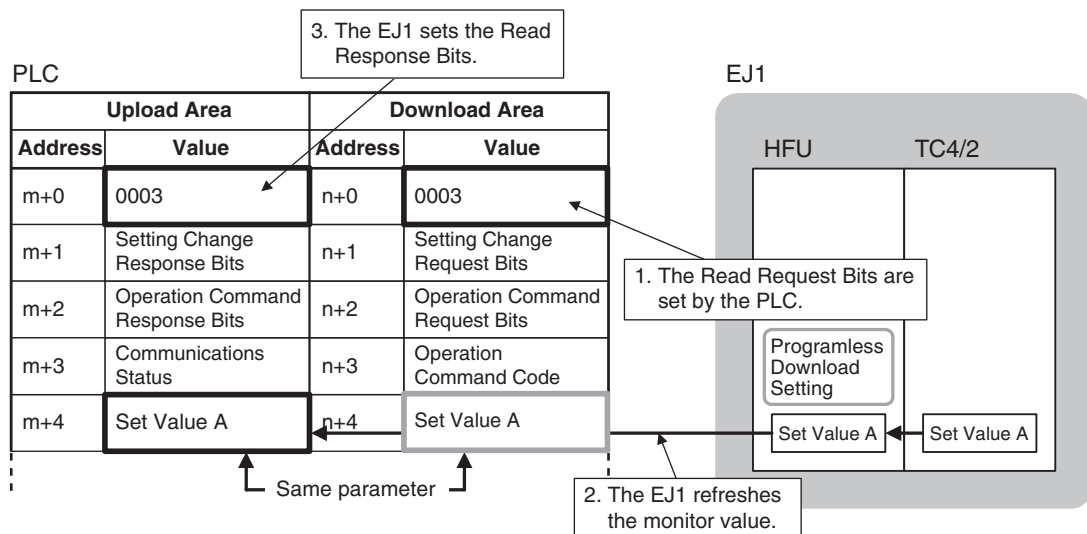 3. The EJ1 sets the Read
Response Bits.
PLC
EJ1
Upload Area Download Area
Address Value Address Value
HFU TC4/2
m+0 0003 n+0 0003
m+1 Setting Change n+1 Setting Change
Response Bits Request Bits
1. The Read Request Bits are
set by the PLC.
m+2 Operation Command n+2 Operation Command
Response Bits Request Bits
m+3 Communications n+3 Operation
Status Command Code
Programless
Download
Setting
m+4 Set Value A n+4 Set Value A
Set Value A Set Value A
Same parameter
2. The EJ1 refreshes
the monitor value.